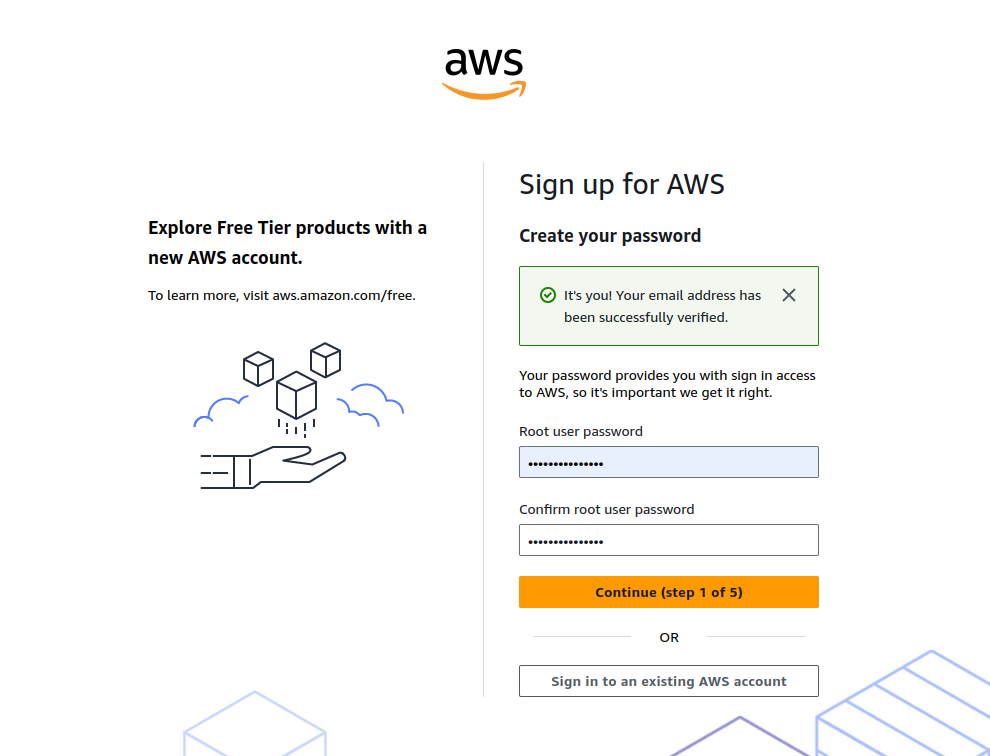 aws
Explore Free Tier products with a
new AWS account.
To learn more, visit aws.amazon.com/free.
Sign up for AWS
Create your password
It's you! Your email address has
been successfully verified.
Your password provides you with sign in access
to AWS, so it's important we get it right.
Root user password
•••••••••••••••
Confirm root user password
•••••••••••••••
Continue (step 1 of 5)
OR
Sign in to an existing AWS account